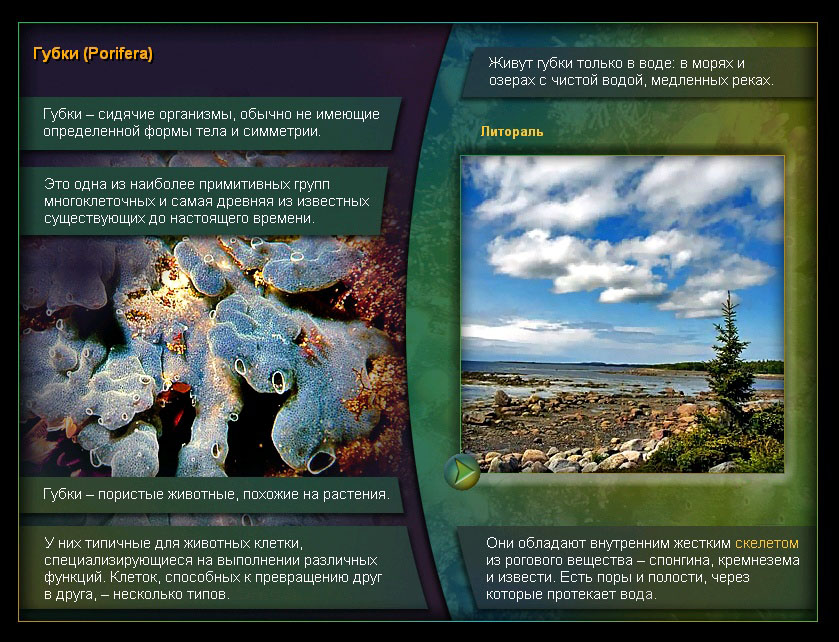 Губки (Porifera)
Губки – сидячие организмы, обычно не имеющие
определенной формы тела и симметрии.
Это одна из наиболее примитивных групп
многоклеточных и самая древняя из известных
существующих до настоящего времени.
Губки – пористые животные, похожие на растения.
У них типичные для животных клетки,
специализирующиеся на выполнении различных
функций. Клеток, способных к превращению друг
в друга, – несколько типов.
Живут губки только в воде: в морях и
озерах с чистой водой, медленных реках.
Литораль
Они обладают внутренним жестким скелетом
из рогового вещества – спонгина, кремнезема
и извести. Есть поры и полости, через
которые протекает вода.